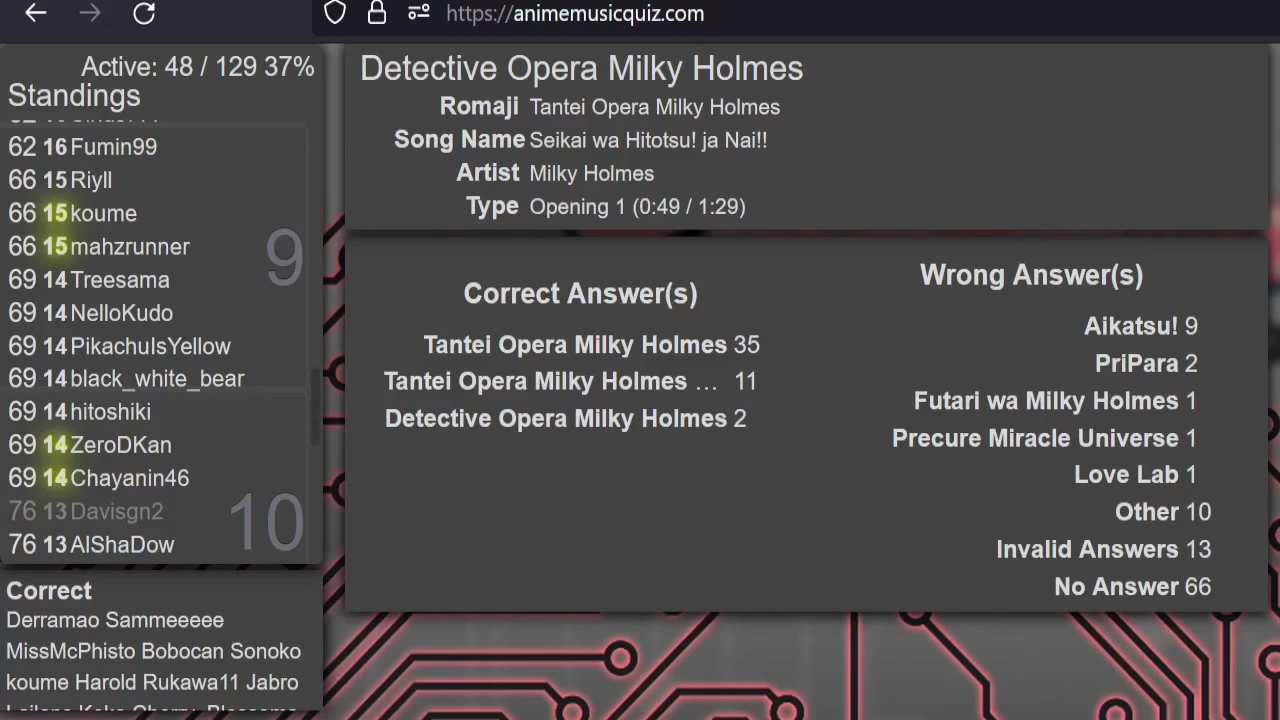 https://animemusicquiz.com
Active: 48 / 129 37%
Standings
62 16 Fumin99
66 15 Riyll
66 15 koume
66 15 mahzrunner
9
69 14 Treesama
69 14 NelloKudo
69 14 PikachuIsYellow
69 14 black_white_bear
69 14 hitoshiki
69 14 ZeroDKan
69 14 Chayanin46
76 13 Davisgn2
10
76 13 AlShaDow
Correct
Derramao Sammeeeee
MissMcPhisto Bobocan Sonoko
koume Harold Rukawa11 Jabro
Detective Opera Milky Holmes
Romaji Tantei Opera Milky Holmes
Song Name Seikai wa Hitotsu! ja Nai!!
Artist Milky Holmes
Type Opening 1 (0:49 / 1:29)
Correct Answer(s)
Tantei Opera Milky Holmes 35
Tantei Opera Milky Holmes … 11
Detective Opera Milky Holmes 2
Wrong Answer(s)
Aikatsu! 9
PriPara 2
Futari wa Milky Holmes 1
Precure Miracle Universe 1
Love Lab 1
Other 10
Invalid Answers 13
No Answer 66